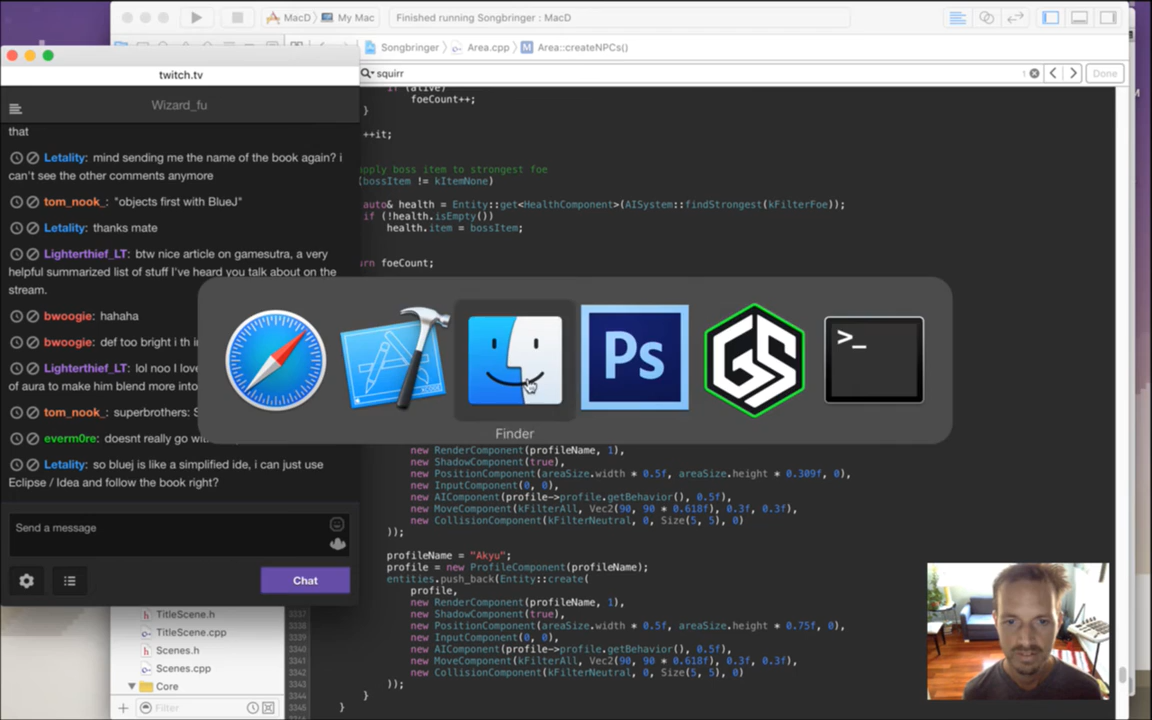 MacD
My Mac
Finished running Songbringer : MacD
Songbringer
Area.cpp
Area::createNPCs()
squirr
1
Done
twitch.tv
Wizard_fu
that
Letality: mind sending me the name of the book again? i
can't see the other comments anymore
tom_nook_: "objects first with BlueJ"
Letality: thanks mate
Lighterthief_LT: btw nice article on gamesutra, a very
helpful summarized list of stuff I've heard you talk about on the
stream.
bwoogie: hahaha
bwoogie: def too bright i th
Lighterthief_LT: lol noo I love
of aura to make him blend more into
tom_nook_: superbrothers:
everm0re: doesnt really go
Letality: so bluej is like a simplified ide, i can just use
Eclipse / Idea and follow the book right?
Send a message
Chat
foeCount++;
}
++it;
apply boss item to strongest foe
(bossItem != kItemNone)
auto& health = Entity::get<HealthComponent>(AISystem::findStrongest(kFilterFoe));
if (!health.isEmpty())
health.item = bossItem;
urn foeCount;
Ps
GS
>_
Finder
new RenderComponent(profileName, 1),
new ShadowComponent(true),
new PositionComponent(areaSize.width * 0.5f, areaSize.height * 0.309f, 0),
new InputComponent(0, 0),
new AIComponent(profile->profile.getBehavior(), 0.5f),
new MoveComponent(kFilterAll, Vec2(90, 90 * 0.618f), 0.3f, 0.3f),
new CollisionComponent(kFilterNeutral, 0, Size(5, 5), 0)
));
profileName = "Akyu";
profile = new ProfileComponent(profileName);
entities.push_back(Entity::create(
profile,
new RenderComponent(profileName, 1),
new ShadowComponent(true),
new PositionComponent(areaSize.width * 0.5f, areaSize.height * 0.75f, 0),
new InputComponent(0, 0),
new AIComponent(profile->profile.getBehavior(), 0.5f),
new MoveComponent(kFilterAll, Vec2(90, 90 * 0.618f), 0.3f, 0.3f),
new CollisionComponent(kFilterNeutral, 0, Size(5, 5), 0)
));
}
}
TitleScene.h
TitleScene.cpp
Scenes.h
Scenes.cpp
Core
Filter
3337
3338
3339
3340
3341
3342
3343
3344
3345